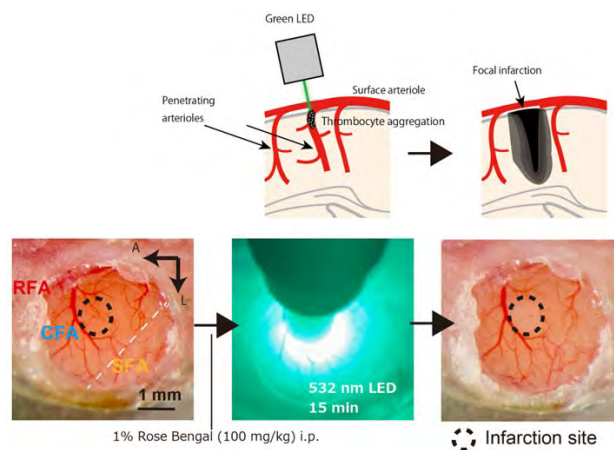 Green LED
Surface arteriole
Penetrating
arterioles
Thrombocyte aggregation
Focal infarction
A
L
RFA
CFA
SFA
1 mm
532 nm LED
15 min
1% Rose Bengal (100 mg/kg) i.p.
Infarction site